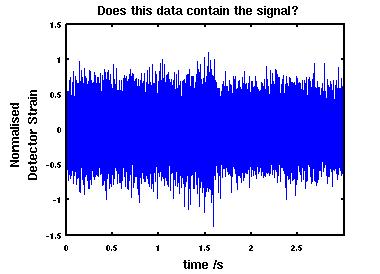 Does this data contain the signal?
1.5
1
0.5
0
-0.5
-1
-1.5
Normalised
Detector Strain
0 0.5 1 1.5 2 2.5
time /s